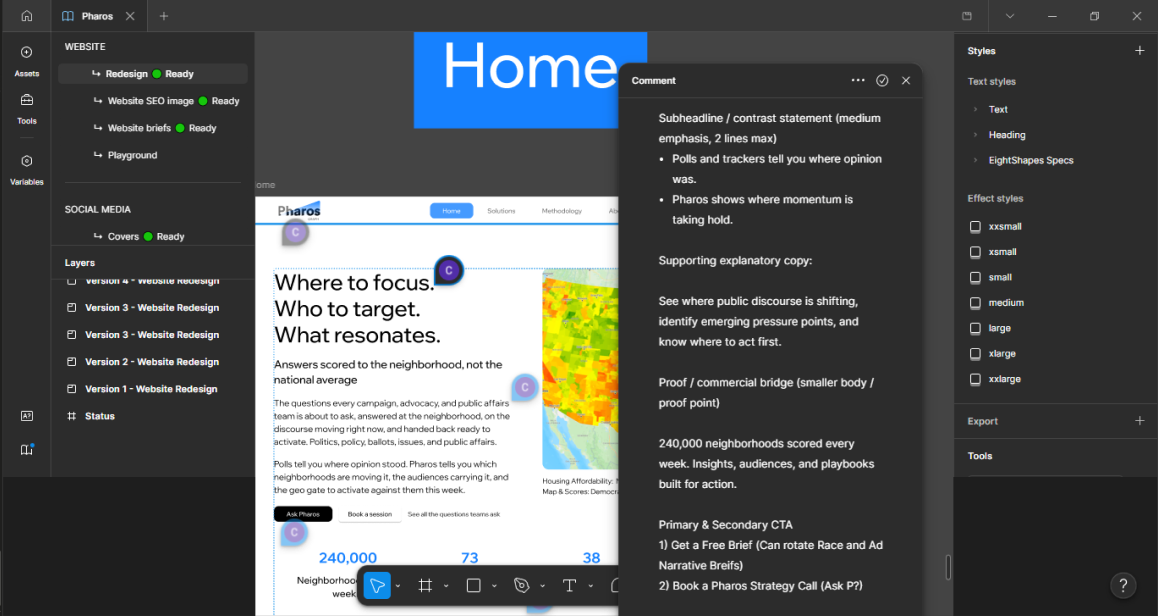 Pharos
Assets
Tools
Variables
WEBSITE
Redesign Ready
Website SEO image Ready
Website briefs Ready
Playground
SOCIAL MEDIA
Covers Ready
Layers
Version 4 - Website Redesign
Version 3 - Website Redesign
Version 3 - Website Redesign
Version 2 - Website Redesign
Version 1 - Website Redesign
Status
Home
ome
Pharos
Home
Solutions
Methodology
Ab
C
C
Where to focus.
Who to target.
What resonates.
Answers scored to the neighborhood, not the
national average
C
The questions every campaign, advocacy, and public affairs
team is about to ask, answered at the neighborhood, on the
discourse moving right now, and handed back ready to
activate. Politics, policy, ballots, issues, and public affairs.
Polls tell you where opinion stood. Pharos tells you which
neighborhoods are moving it, the audiences carrying it, and
the geo gate to activate against them this week.
Housing Affordability:
Map & Scores: Democr
Ask Pharos
Book a session
See all the questions teams ask
C
240,000
73
38
Neighborhoo
week
Comment
Subheadline / contrast statement (medium
emphasis, 2 lines max)
• Polls and trackers tell you where opinion
was.
• Pharos shows where momentum is
taking hold.
Supporting explanatory copy:
See where public discourse is shifting,
identify emerging pressure points, and
know where to act first.
Proof / commercial bridge (smaller body /
proof point)
240,000 neighborhoods scored every
week. Insights, audiences, and playbooks
built for action.
Primary & Secondary CTA
1) Get a Free Brief (Can rotate Race and Ad
Narrative Breifs)
2) Book a Pharos Strategy Call (Ask P?)
Styles
Text styles
Text
Heading
EightShapes Specs
Effect styles
xxsmall
xsmall
small
medium
large
xlarge
xxlarge
Export
Tools
?